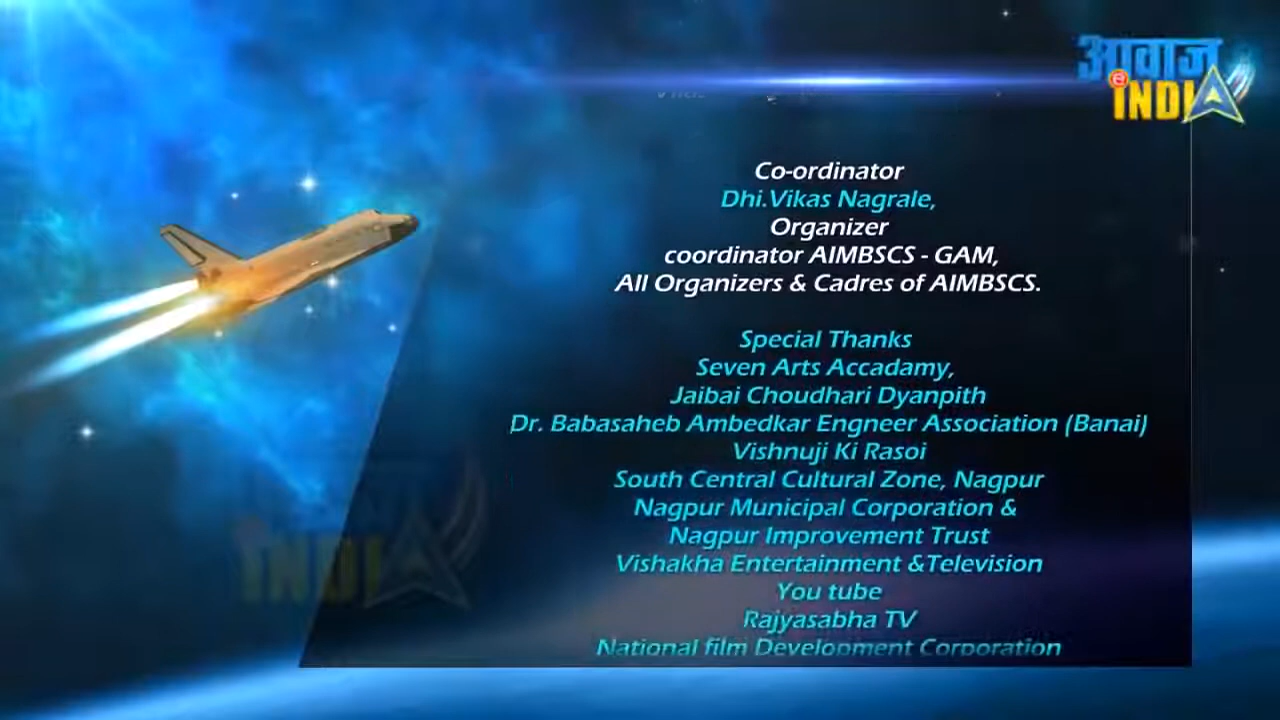 आवाज
इ
INDIA
Co-ordinator
Dhi.Vikas Nagrale,
Organizer
coordinator AIMBSCS - GAM,
All Organizers & Cadres of AIMBSCS.
Special Thanks
Seven Arts Accadamy,
Jaibai Choudhari Dyanpith
Dr. Babasaheb Ambedkar Engneer Association (Banai)
Vishnuji Ki Rasoi
South Central Cultural Zone, Nagpur
Nagpur Municipal Corporation &
Nagpur Improvement Trust
Vishakha Entertainment &Television
You tube
Rajyasabha TV
National film Development Corporation
INDIA